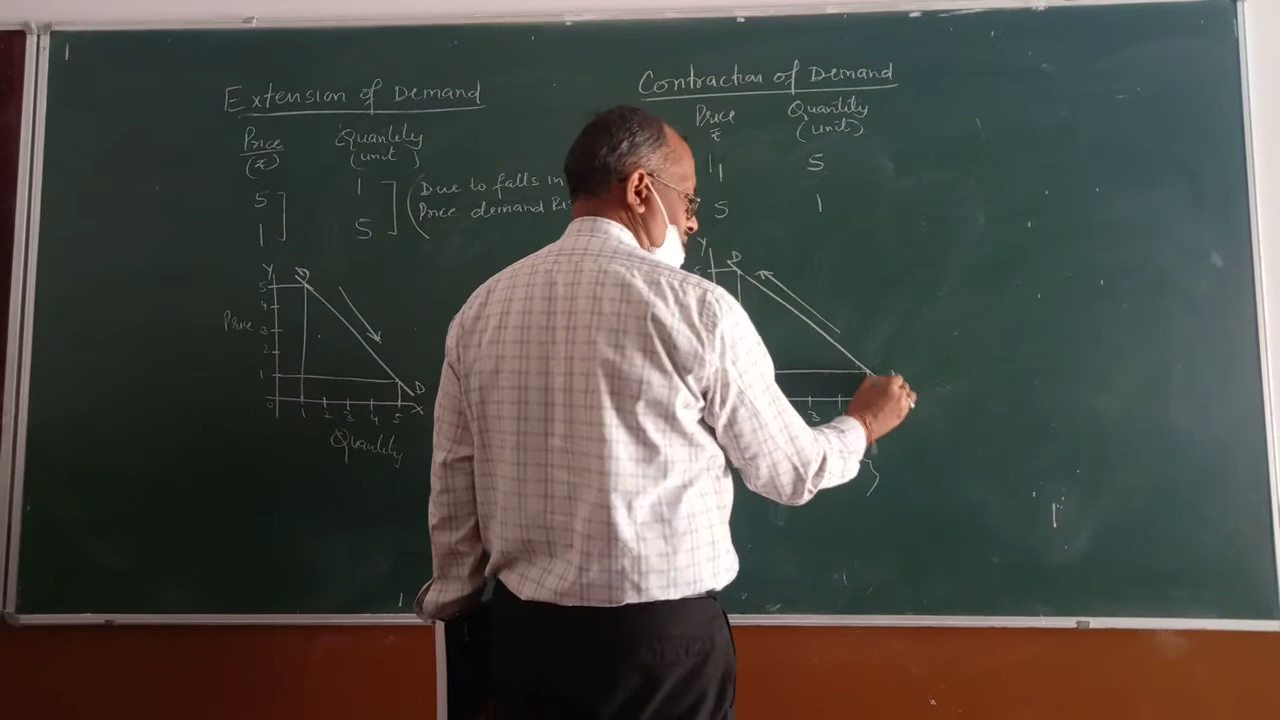 Extension of Demand
Price Quantity
(₹) (unit)
5 1
1 5
(Due to falls in
Price demand
Y
D
5
4
Price 3
2
1
D
0 1 2 3 4 5 X
Quantity
Contraction of Demand
Price Quantity
₹ (unit)
1 5
5 1
Y
D
5
3